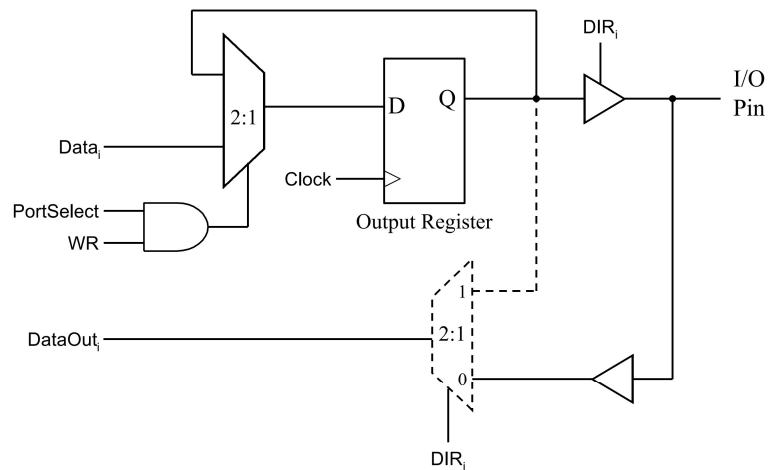 DIRi
I/O
Pin
2:1
D
Q
Datai
Clock
PortSelect
WR
Output Register
1
2:1
DataOuti
0
DIRi